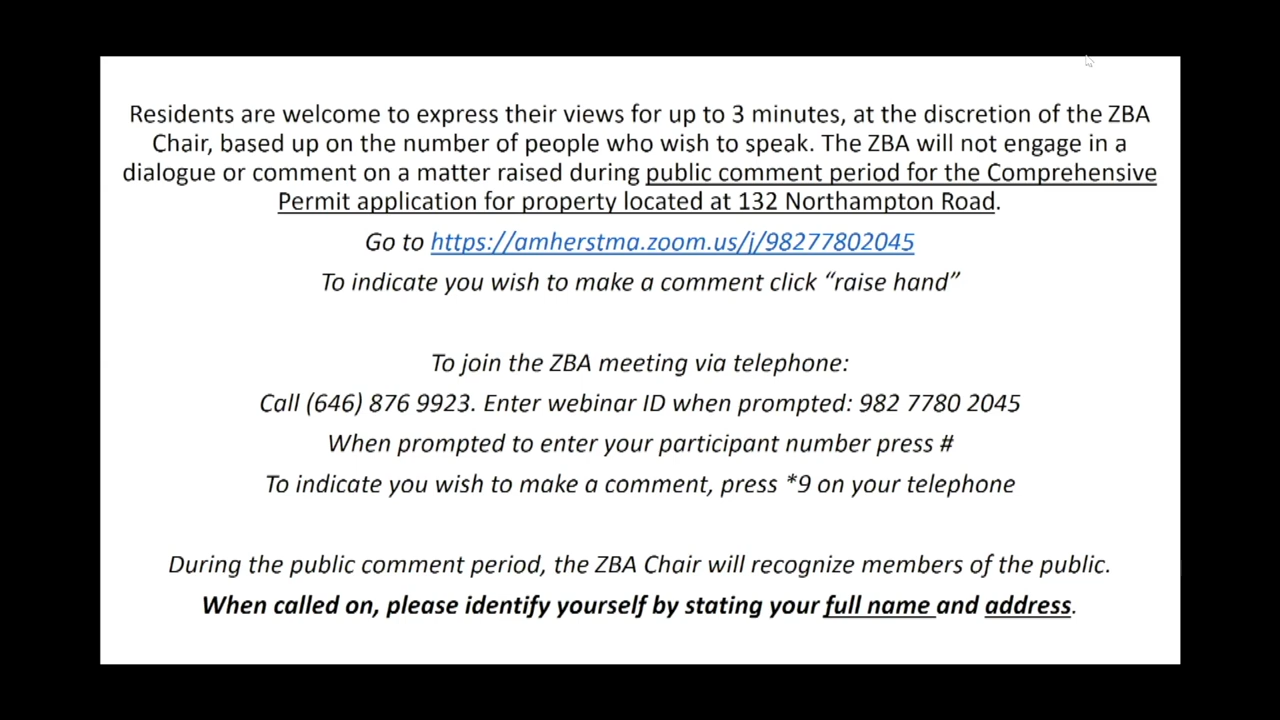 Residents are welcome to express their views for up to 3 minutes, at the discretion of the ZBA
Chair, based up on the number of people who wish to speak. The ZBA will not engage in a
dialogue or comment on a matter raised during public comment period for the Comprehensive
Permit application for property located at 132 Northampton Road.
Go to https://amherstma.zoom.us/j/98277802045
To indicate you wish to make a comment click “raise hand”
To join the ZBA meeting via telephone:
Call (646) 876 9923. Enter webinar ID when prompted: 982 7780 2045
When prompted to enter your participant number press #
To indicate you wish to make a comment, press *9 on your telephone
During the public comment period, the ZBA Chair will recognize members of the public.
When called on, please identify yourself by stating your full name and address.